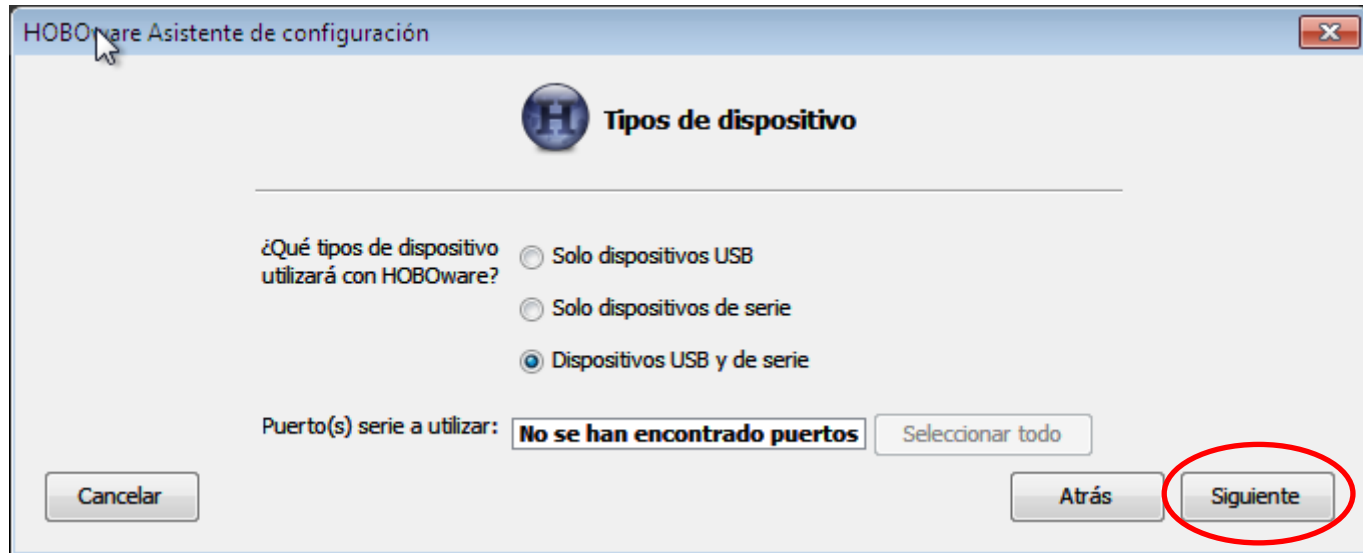 HOBOware Asistente de configuración
Tipos de dispositivo
¿Qué tipos de dispositivo
utilizará con HOBOware?
Solo dispositivos USB
Solo dispositivos de serie
Dispositivos USB y de serie
Puerto(s) serie a utilizar: No se han encontrado puertos Seleccionar todo
Cancelar Atrás Siguiente